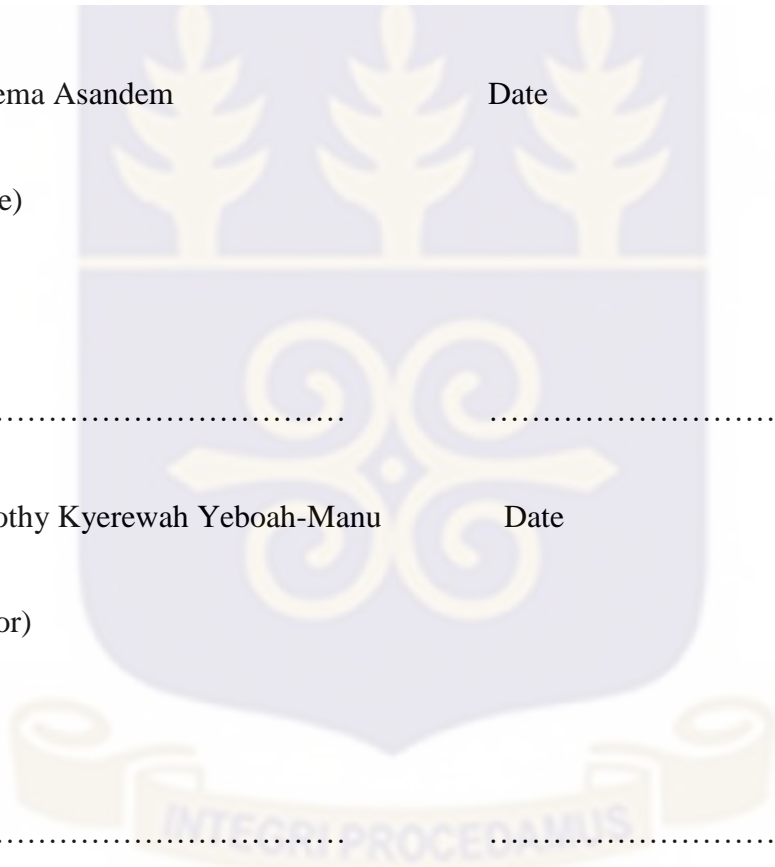 ema Asandem Date
e)
……………………………… …………………………
othy Kyerewah Yeboah-Manu Date
or)
INTEGRI PROCEDAMUS
……………………………… …………………………